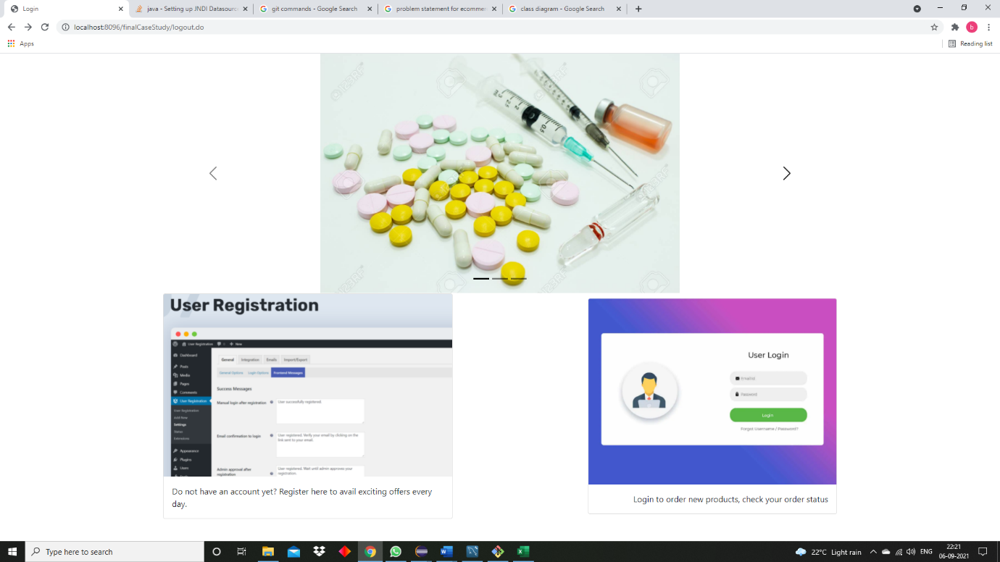 Login
java - Setting up JNDI Datasourc
git commands - Google Search
problem statement for ecommer
class diagram - Google Search
localhost:8096/finalCaseStudy/logout.do
b
Apps
Reading list
123RF
User Registration
User Registration
New
Dashboard
Posts
Media
Pages
Comments
User Registration
User Registration
Add New
Settings
Status
Extensions
Appearance
Plugins
Users
General
Integration
Emails
Import/Export
General Options
Login Options
Frontend Messages
Success Messages
Manual login after registration
User successfully registered.
Email confirmation to login
User registered. Verify your email by clicking on the
link sent to your email.
Admin approval after
registration
User registered. Wait until admin approves your
registration.
Do not have an account yet? Register here to avail exciting offers every
day.
User Login
Email id
Password
Login
Forgot Username / Password?
Login to order new products, check your order status
Type here to search
22°C Light rain
ENG
22:21
06-09-2021